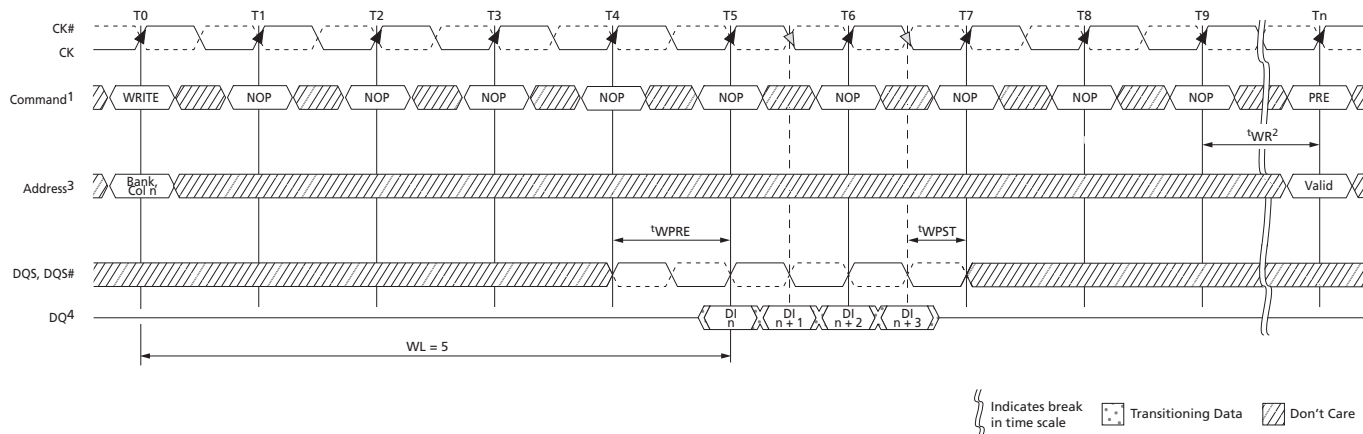 T0 T1 T2 T3 T4 T5 T6 T7 T8 T9 Tn
CK#
CK
Command1 WRITE NOP NOP NOP NOP NOP NOP NOP NOP NOP PRE
tWR2
Address3 Bank, Col n Valid
tWPRE tWPST
DQS, DQS#
DQ4 DI n DI n + 1 DI n + 2 DI n + 3
WL = 5
Indicates break
in time scale
Transitioning Data
Don't Care